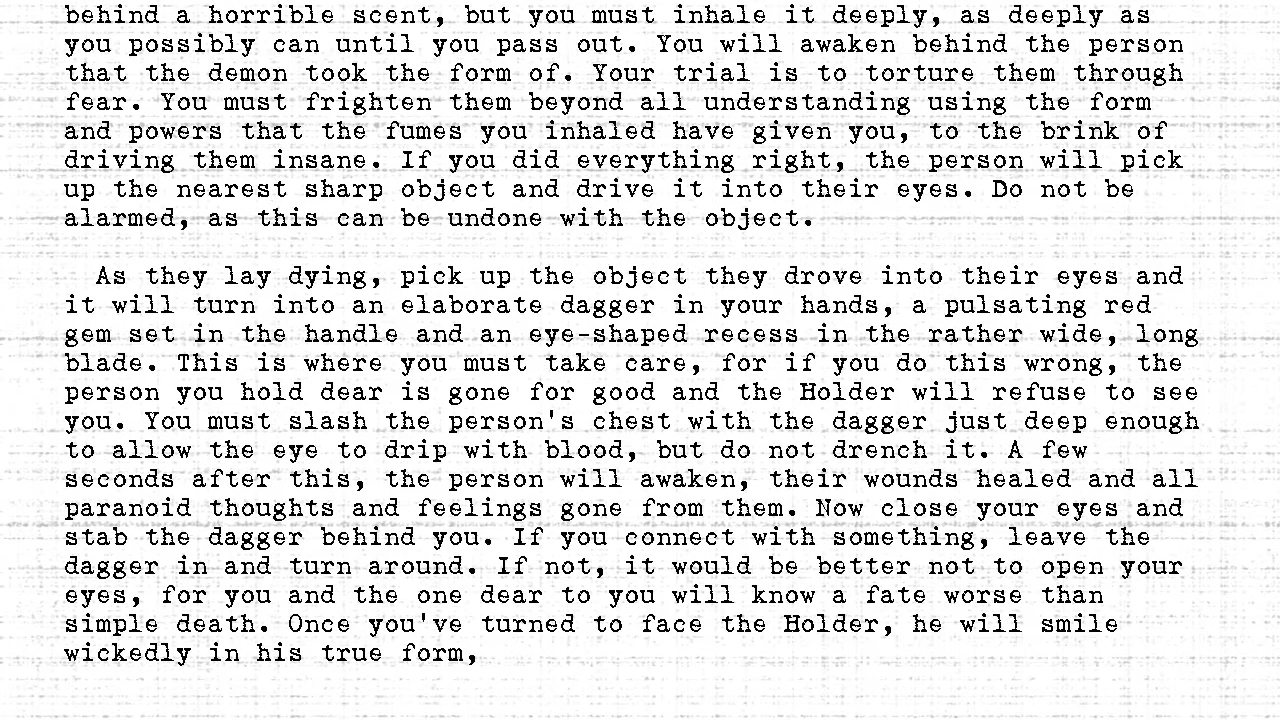 behind a horrible scent, but you must inhale it deeply, as deeply as
you possibly can until you pass out. You will awaken behind the person
that the demon took the form of. Your trial is to torture them through
fear. You must frighten them beyond all understanding using the form
and powers that the fumes you inhaled have given you, to the brink of
driving them insane. If you did everything right, the person will pick
up the nearest sharp object and drive it into their eyes. Do not be
alarmed, as this can be undone with the object.
As they lay dying, pick up the object they drove into their eyes and
it will turn into an elaborate dagger in your hands, a pulsating red
gem set in the handle and an eye-shaped recess in the rather wide, long
blade. This is where you must take care, for if you do this wrong, the
person you hold dear is gone for good and the Holder will refuse to see
you. You must slash the person's chest with the dagger just deep enough
to allow the eye to drip with blood, but do not drench it. A few
seconds after this, the person will awaken, their wounds healed and all
paranoid thoughts and feelings gone from them. Now close your eyes and
stab the dagger behind you. If you connect with something, leave the
dagger in and turn around. If not, it would be better not to open your
eyes, for you and the one dear to you will know a fate worse than
simple death. Once you've turned to face the Holder, he will smile
wickedly in his true form,